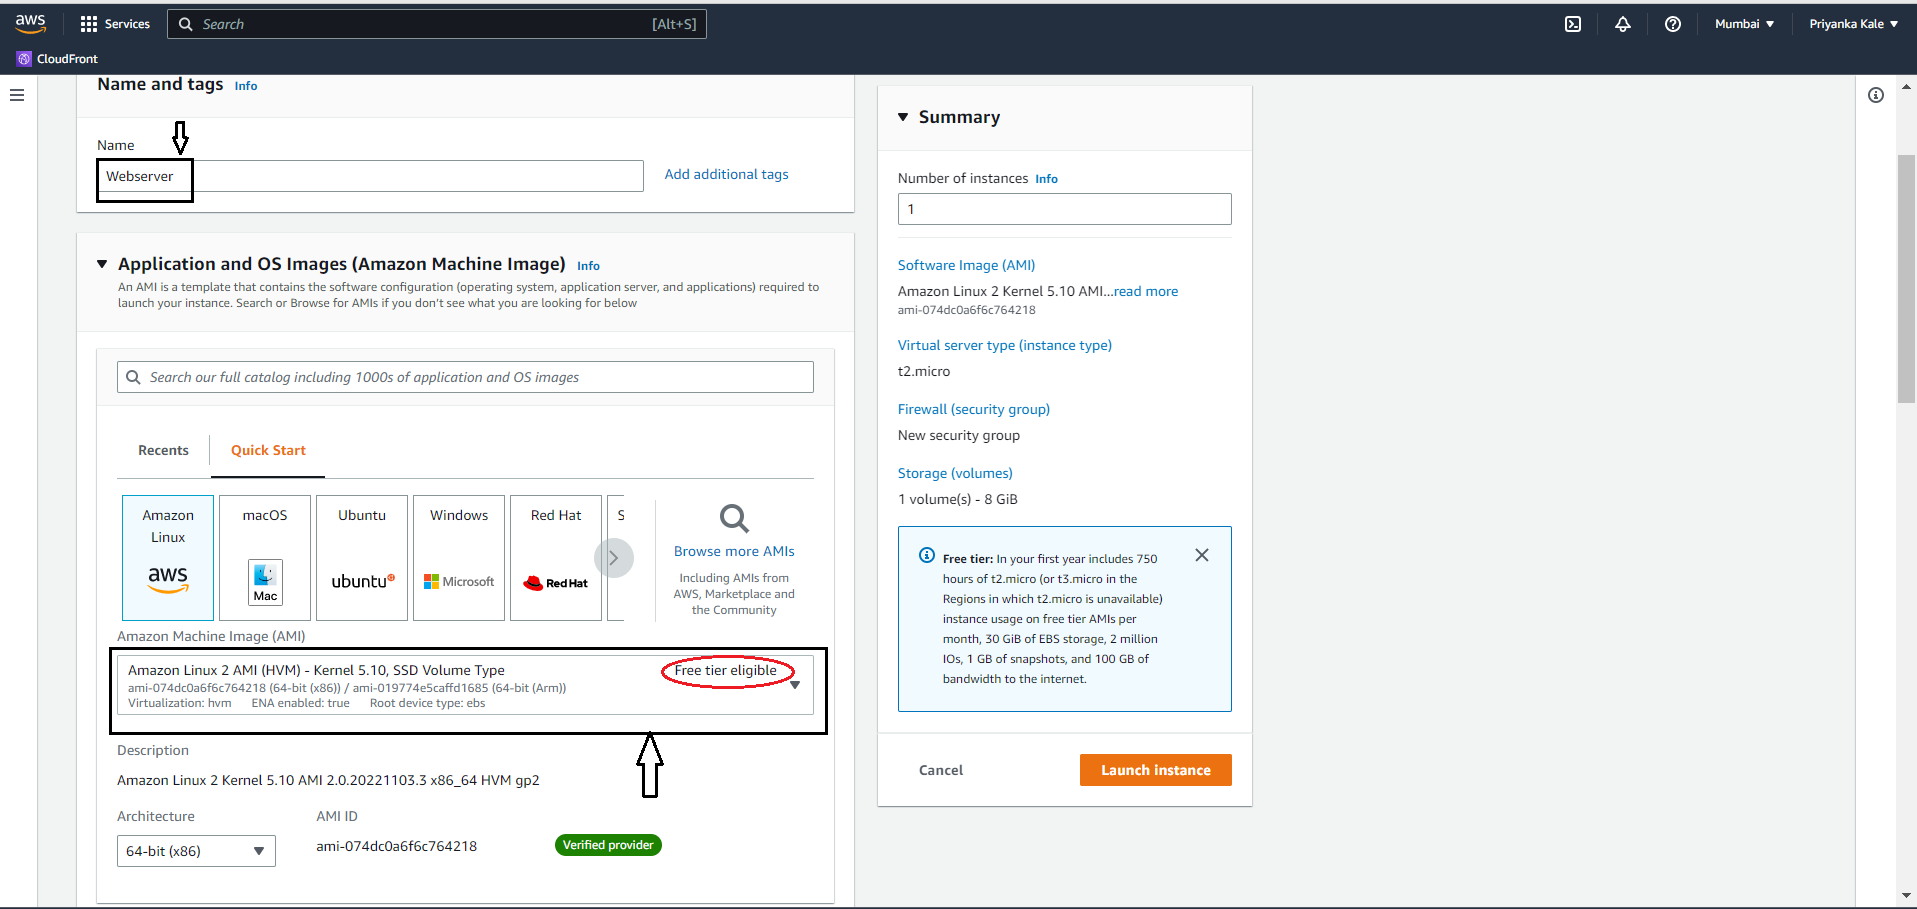 aws
Services
Search
[Alt+S]
Mumbai
Priyanka Kale
CloudFront
Name and tags Info
Name
Webserver
Add additional tags
Application and OS Images (Amazon Machine Image) Info
An AMI is a template that contains the software configuration (operating system, application server, and applications) required to
launch your instance. Search or Browse for AMIs if you don't see what you are looking for below
Search our full catalog including 1000s of application and OS images
Recents
Quick Start
Amazon
Linux
aws
macOS
Mac
Ubuntu
ubuntu
Windows
Microsoft
Red Hat
Red Hat
S
Browse more AMIs
Including AMIs from
AWS, Marketplace and
the Community
Amazon Machine Image (AMI)
Amazon Linux 2 AMI (HVM) - Kernel 5.10, SSD Volume Type
Free tier eligible
ami-074dc0a6f6c764218 (64-bit (x86)) / ami-019774e5caffd1685 (64-bit (Arm))
Virtualization: hvm ENA enabled: true Root device type: ebs
Description
Amazon Linux 2 Kernel 5.10 AMI 2.0.20221103.3 x86_64 HVM gp2
Architecture
AMI ID
64-bit (x86)
ami-074dc0a6f6c764218
Verified provider
Summary
Number of instances Info
1
Software Image (AMI)
Amazon Linux 2 Kernel 5.10 AMI...read more
ami-074dc0a6f6c764218
Virtual server type (instance type)
t2.micro
Firewall (security group)
New security group
Storage (volumes)
1 volume(s) - 8 GiB
Free tier: In your first year includes 750
hours of t2.micro (or t3.micro in the
Regions in which t2.micro is unavailable)
instance usage on free tier AMIs per
month, 30 GiB of EBS storage, 2 million
IOs, 1 GB of snapshots, and 100 GB of
bandwidth to the internet.
Cancel
Launch instance